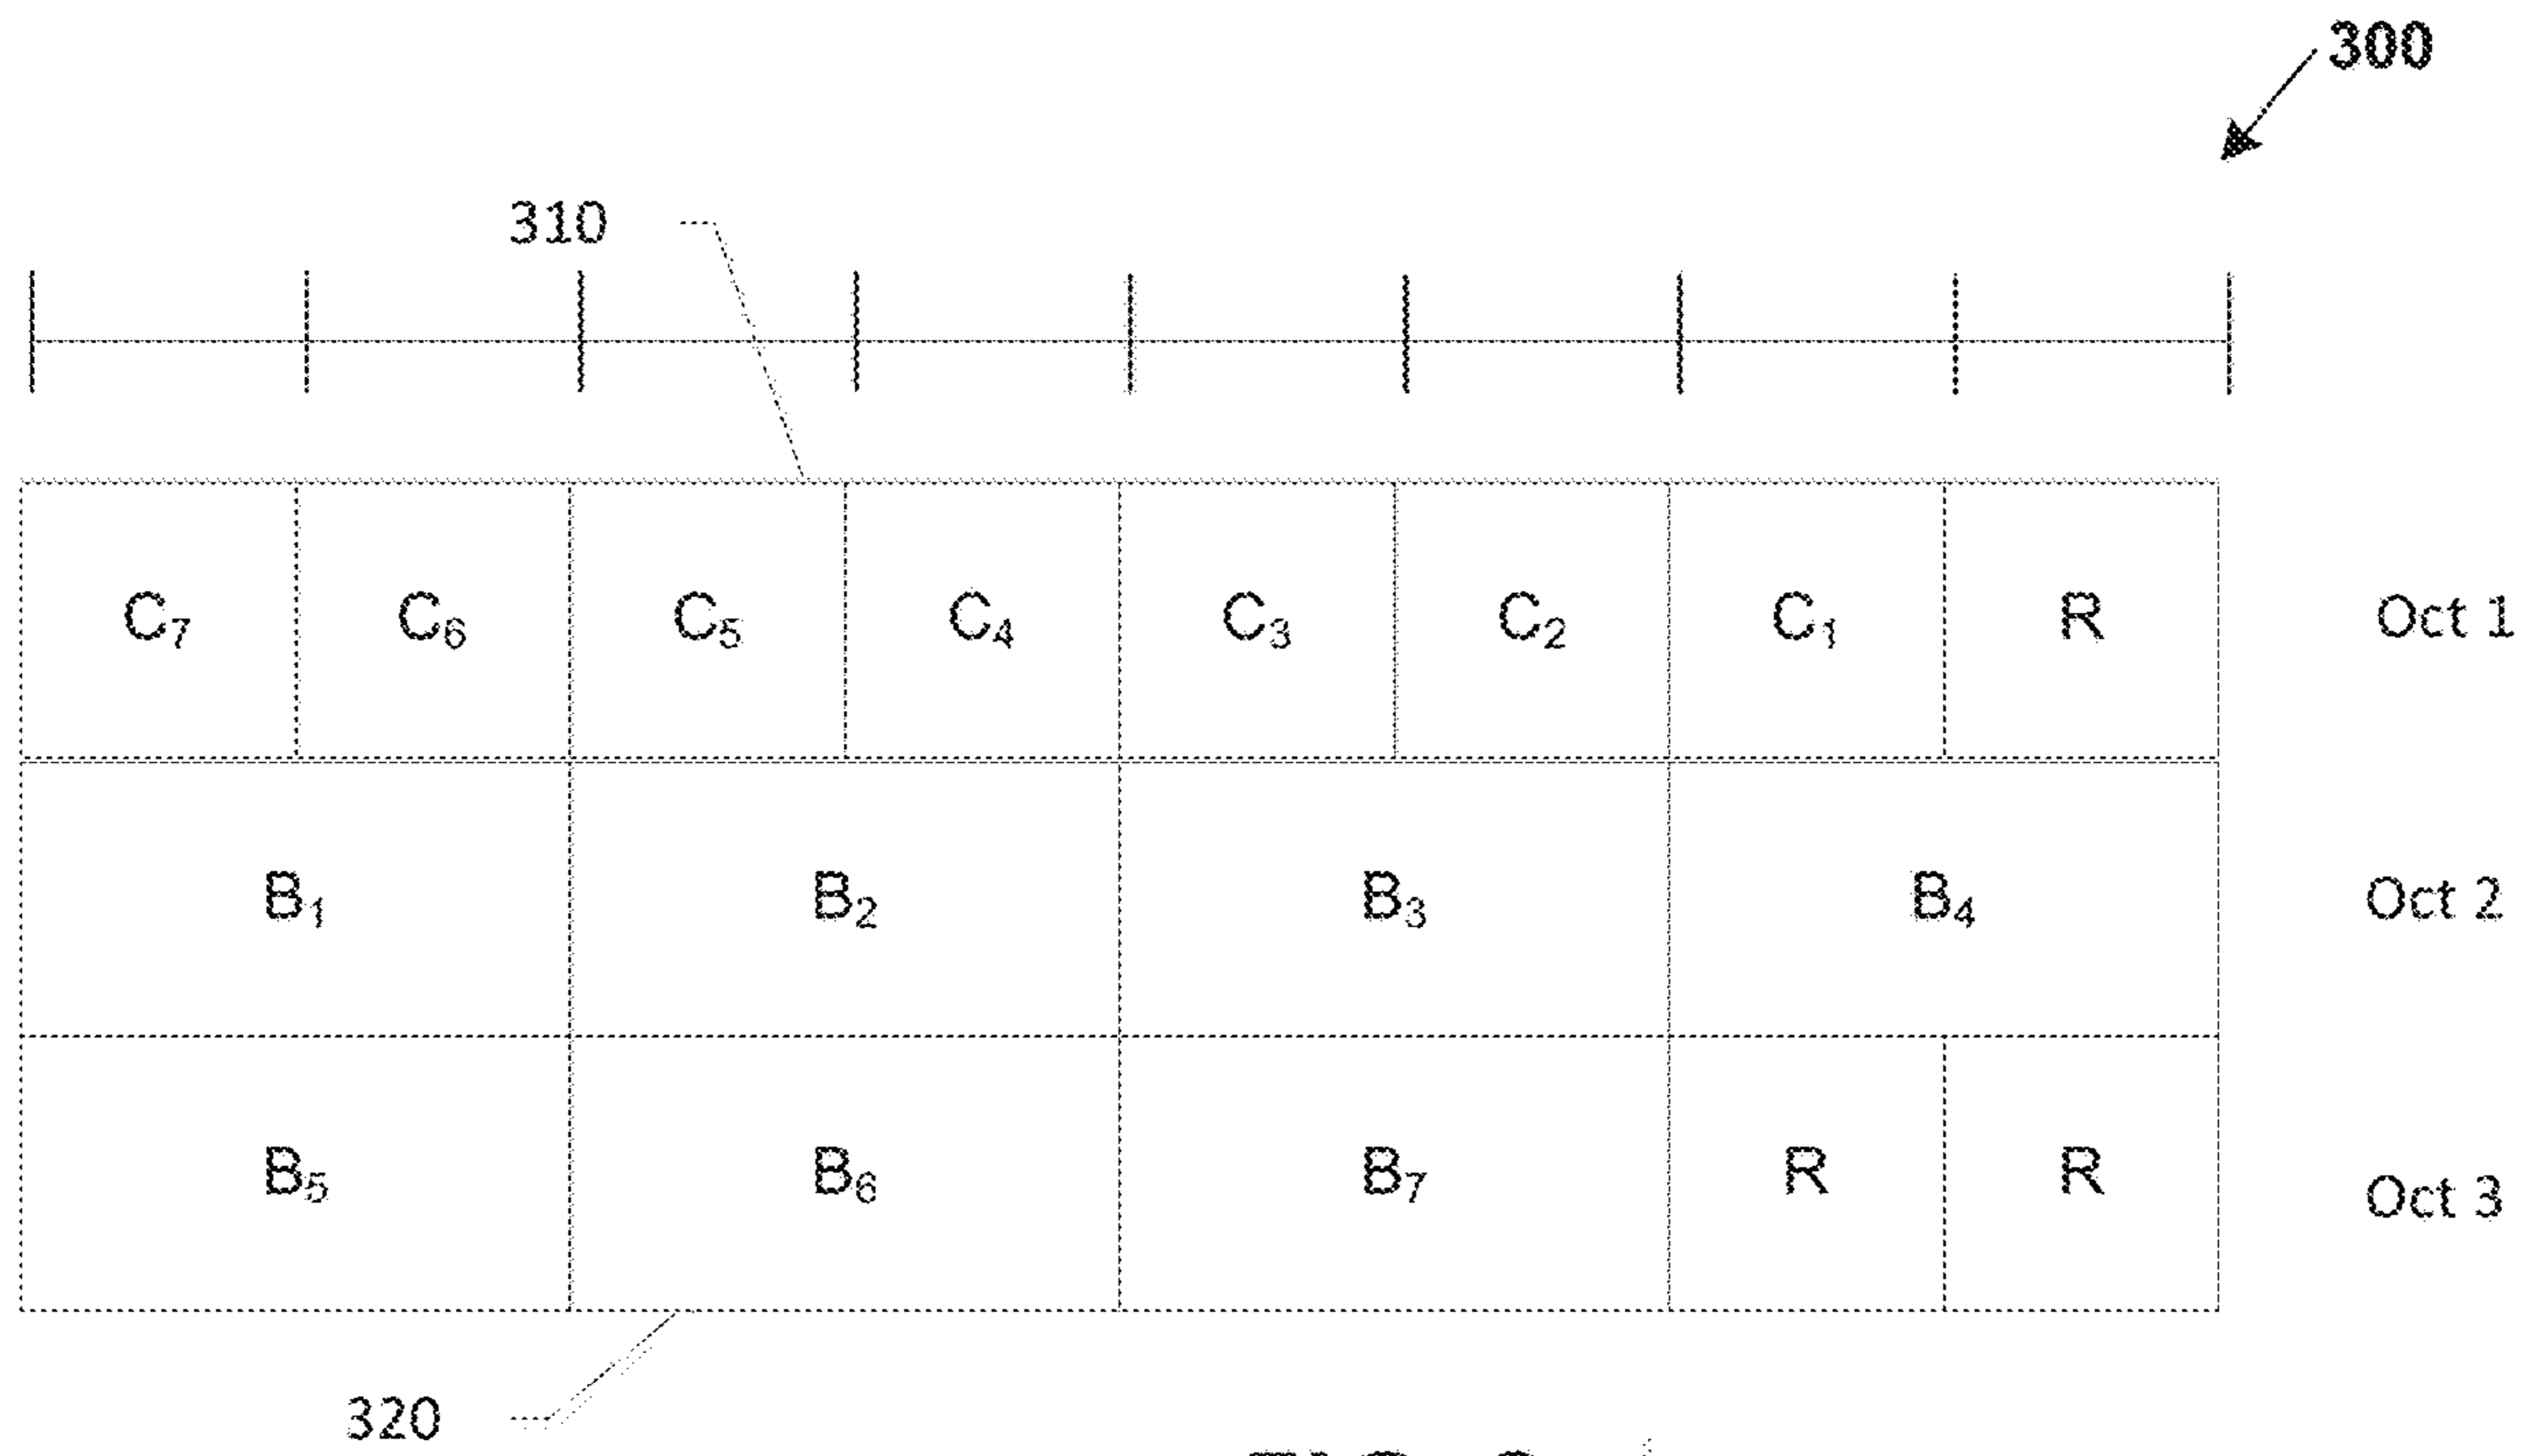 300
310
C₇ C₆ C₅ C₄ C₃ C₂ C₁ R Oct 1
B₁ B₂ B₃ B₄ Oct 2
B₅ B₆ B₇ R R Oct 3
320